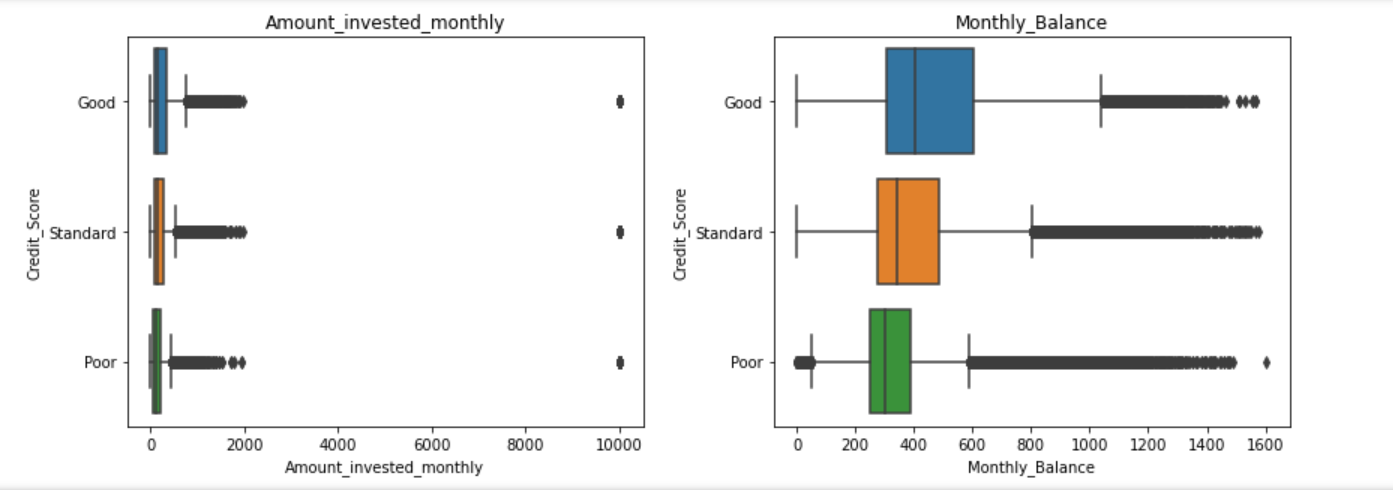 Amount_invested_monthly
Good
Standard
Poor
Credit_Score
0 2000 4000 6000 8000 10000
Amount_invested_monthly
Monthly_Balance
Good
Standard
Poor
Credit_Score
0 200 400 600 800 1000 1200 1400 1600
Monthly_Balance